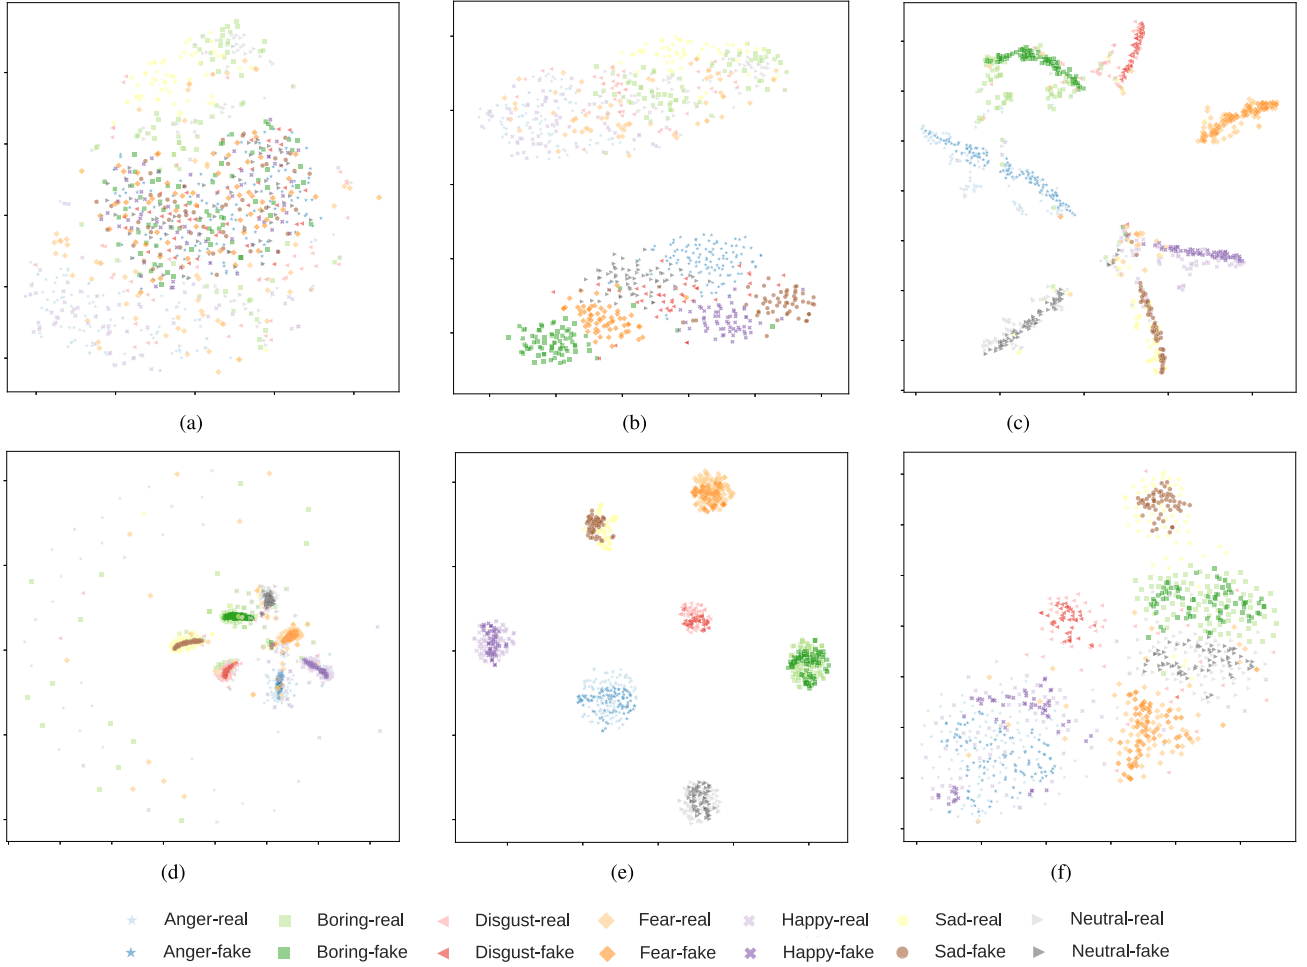 (a)
(b)
(c)
(d)
(e)
(f)
Anger-real Boring-real Disgust-real Fear-real Happy-real Sad-real Neutral-real
Anger-fake Boring-fake Disgust-fake Fear-fake Happy-fake Sad-fake Neutral-fake